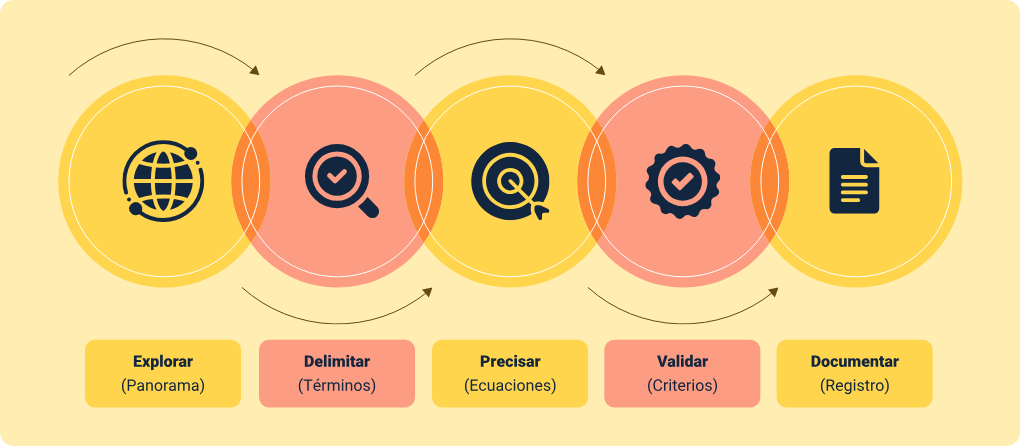 Explorar
(Panorama)
Delimitar
(Términos)
Precisar
(Ecuaciones)
Validar
(Criterios)
Documentar
(Registro)